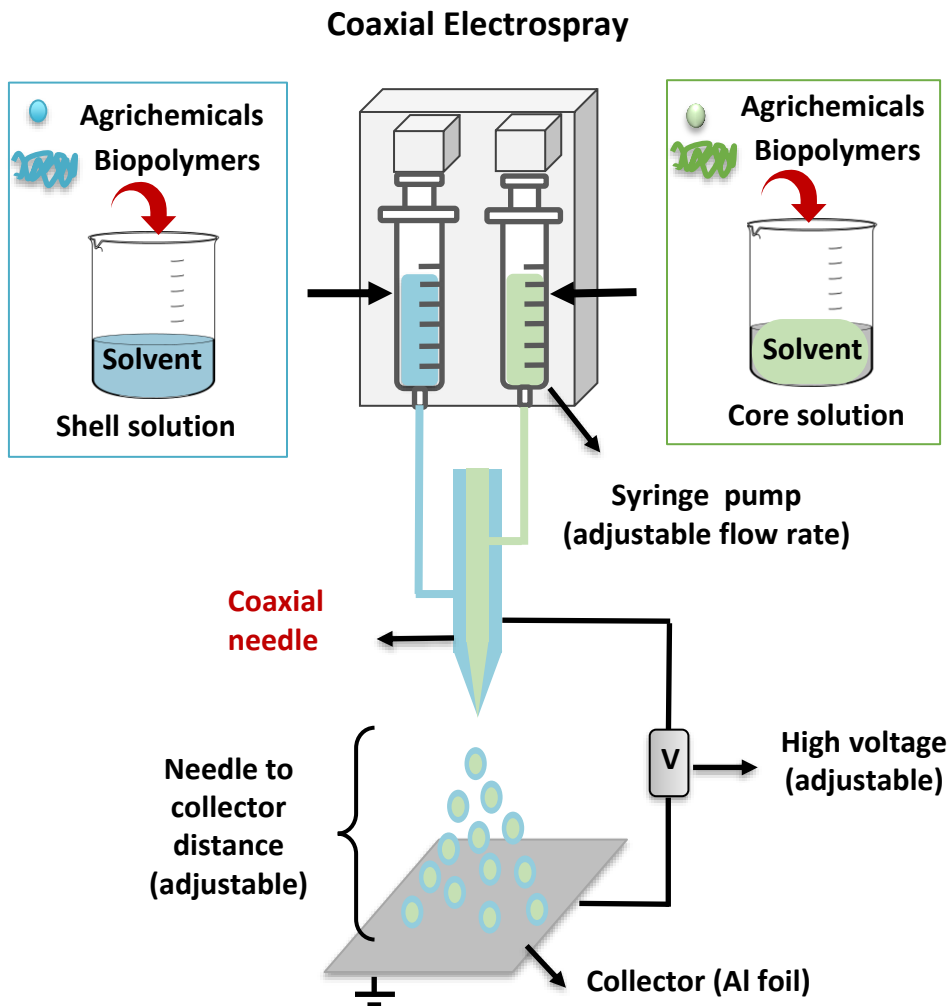 Coaxial Electrospray
Agrichemicals
Biopolymers
Solvent
Shell solution
Agrichemicals
Biopolymers
Solvent
Core solution
Syringe pump
(adjustable flow rate)
Coaxial
needle
Needle to
collector
distance
(adjustable)
V
High voltage
(adjustable)
Collector (Al foil)